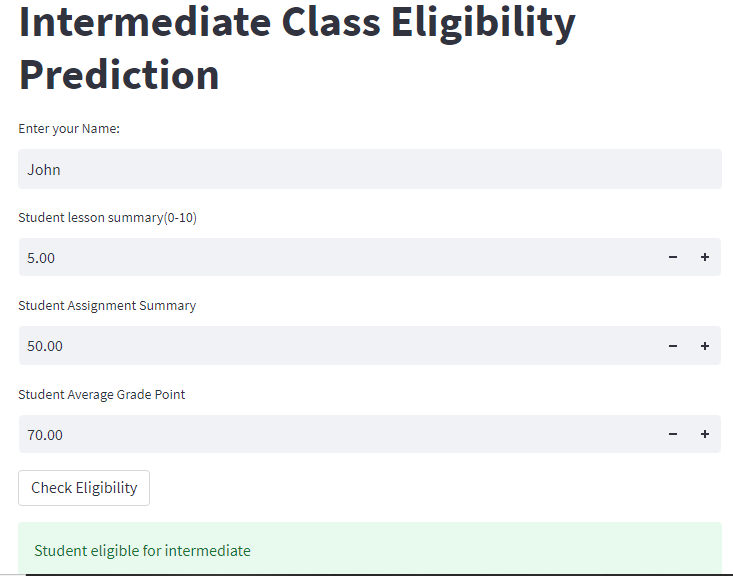 Intermediate Class Eligibility
Prediction
Enter your Name:
John
Student lesson summary(0-10)
5.00
− +
Student Assignment Summary
50.00
− +
Student Average Grade Point
70.00
− +
Check Eligibility
Student eligible for intermediate